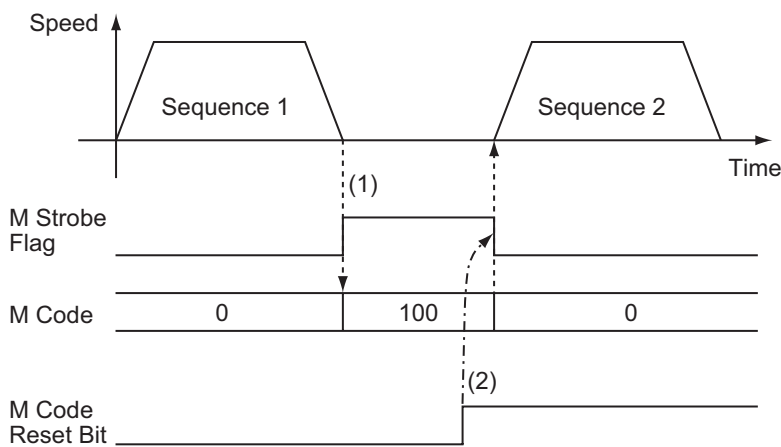 Speed
Sequence 1
Sequence 2
Time
(1)
M Strobe
Flag
M Code
0
100
0
(2)
M Code
Reset Bit